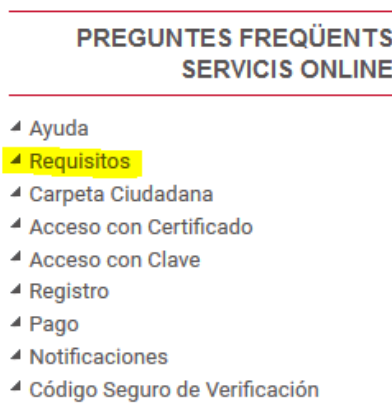 PREGUNTES FREQÜENTS
SERVICIS ONLINE
Ayuda
Requisitos
Carpeta Ciudadana
Acceso con Certificado
Acceso con Clave
Registro
Pago
Notificaciones
Código Seguro de Verificación